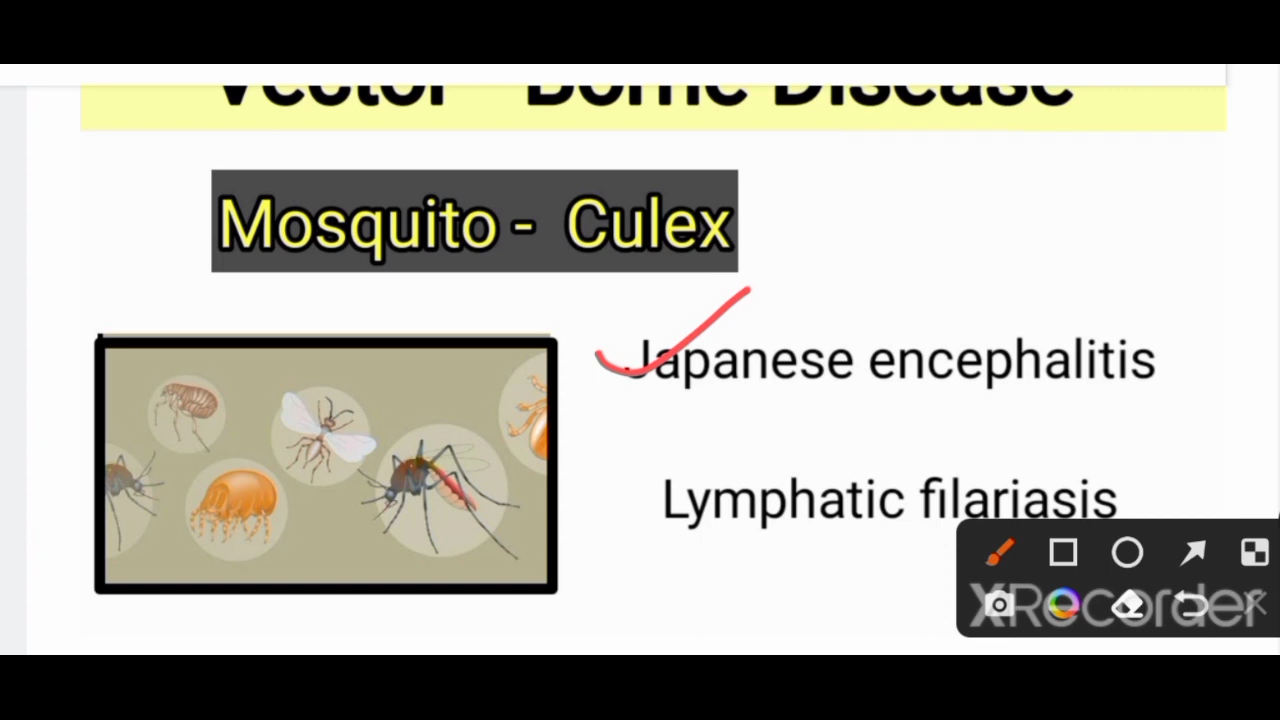 Vector - Borne Disease
Mosquito - Culex
Japanese encephalitis
Lymphatic filariasis
XRecorder